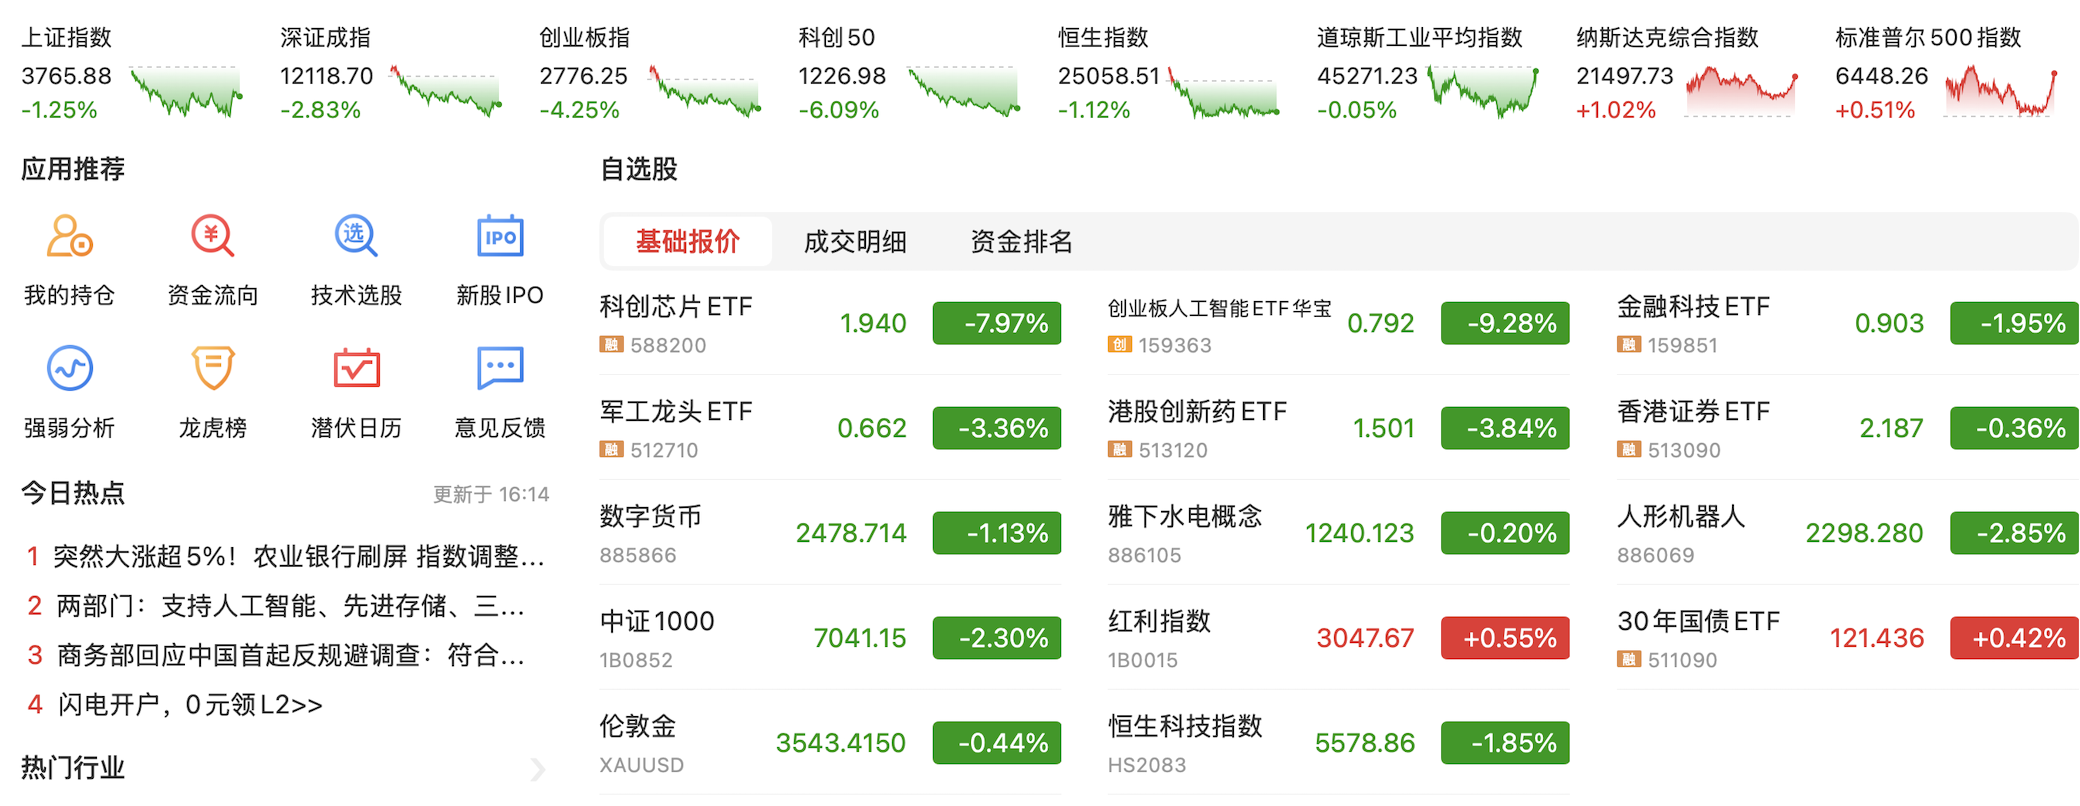 上证指数
3765.88
-1.25%
深证成指
12118.70
-2.83%
创业板指
2776.25
-4.25%
科创50
1226.98
-6.09%
恒生指数
25058.51
-1.12%
道琼斯工业平均指数
45271.23
-0.05%
纳斯达克综合指数
21497.73
+1.02%
标准普尔500指数
6448.26
+0.51%
应用推荐
我的持仓
¥
资金流向
选
技术选股
IPO
新股IPO
强弱分析
龙虎榜
潜伏日历
意见反馈
今日热点
更新于 16:14
1 突然大涨超5%！农业银行刷屏 指数调整...
2 两部门：支持人工智能、先进存储、三...
3 商务部回应中国首起反规避调查：符合...
4 闪电开户，0元领L2>>
热门行业
自选股
基础报价 成交明细 资金排名
科创芯片ETF
融 588200
1.940
-7.97%
创业板人工智能ETF华宝
创 159363
0.792
-9.28%
金融科技ETF
融 159851
0.903
-1.95%
军工龙头ETF
融 512710
0.662
-3.36%
港股创新药ETF
融 513120
1.501
-3.84%
香港证券ETF
融 513090
2.187
-0.36%
数字货币
885866
2478.714
-1.13%
雅下水电概念
886105
1240.123
-0.20%
人形机器人
886069
2298.280
-2.85%
中证1000
1B0852
7041.15
-2.30%
红利指数
1B0015
3047.67
+0.55%
30年国债ETF
融 511090
121.436
+0.42%
伦敦金
XAUUSD
3543.4150
-0.44%
恒生科技指数
HS2083
5578.86
-1.85%